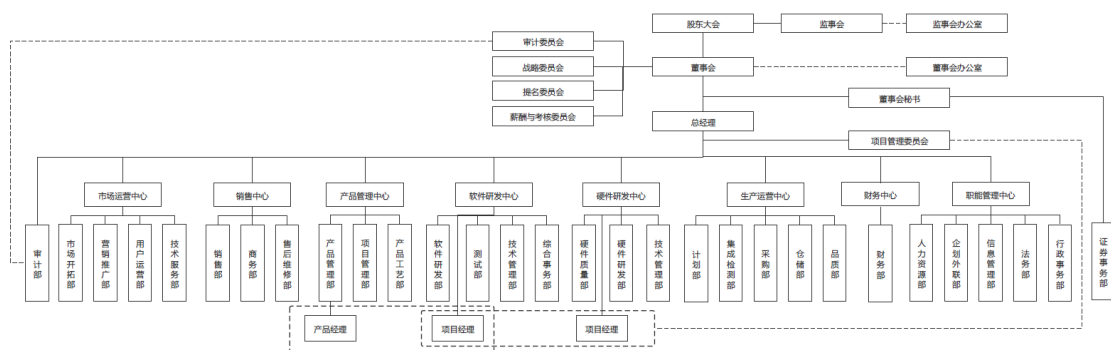 股东大会
监事会
监事会办公室
审计委员会
战略委员会
董事会
董事会办公室
提名委员会
董事会秘书
薪酬与考核委员会
总经理
项目管理委员会
市场运营中心
销售中心
产品管理中心
软件研发中心
硬件研发中心
生产运营中心
财务中心
职能管理中心
审计部
市场开拓部
营销推广部
用户运营部
技术服务部
销售部
商务部
售后维修部
产品管理部
项目管理部
产品工艺部
软件研发部
测试部
技术管理部
综合事务部
硬件质量部
硬件研发部
技术管理部
计划部
集成检测部
采购部
仓储部
品质部
财务部
人力资源部
企划外联部
信息管理部
法务部
行政事务部
证券事务部
产品经理
项目经理
项目经理